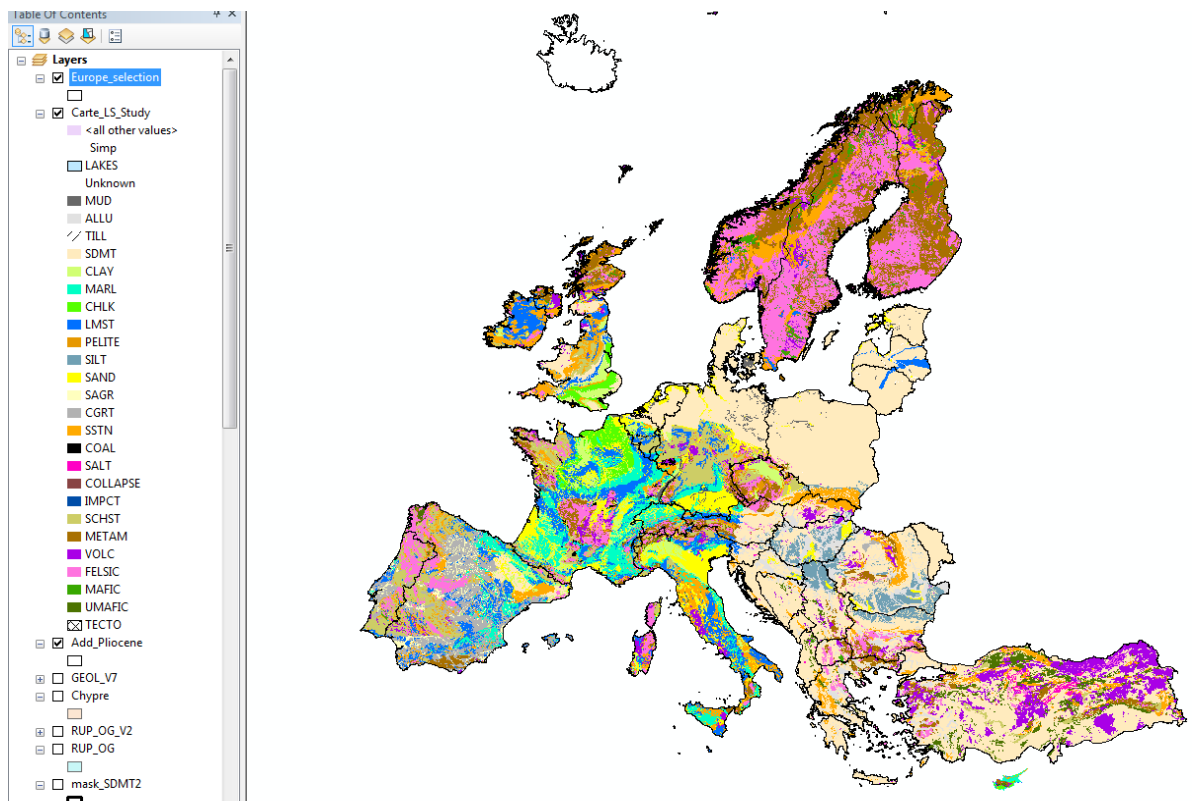 Table Of Contents
Layers
Europe_selection
Carte_LS_Study
<all other values>
Simp
LAKES
Unknown
MUD
ALLU
TILL
SDMT
CLAY
MARL
CHLK
LMST
PELITE
SILT
SAND
SAGR
CGRT
SSTN
COAL
SALT
COLLAPSE
IMPCT
SCHST
METAM
VOLC
FELSIC
MAFIC
UMAFIC
TECTO
Add_Pliocene
GEOL_V7
Chypre
RUP_OG_V2
RUP_OG
mask_SDMT2